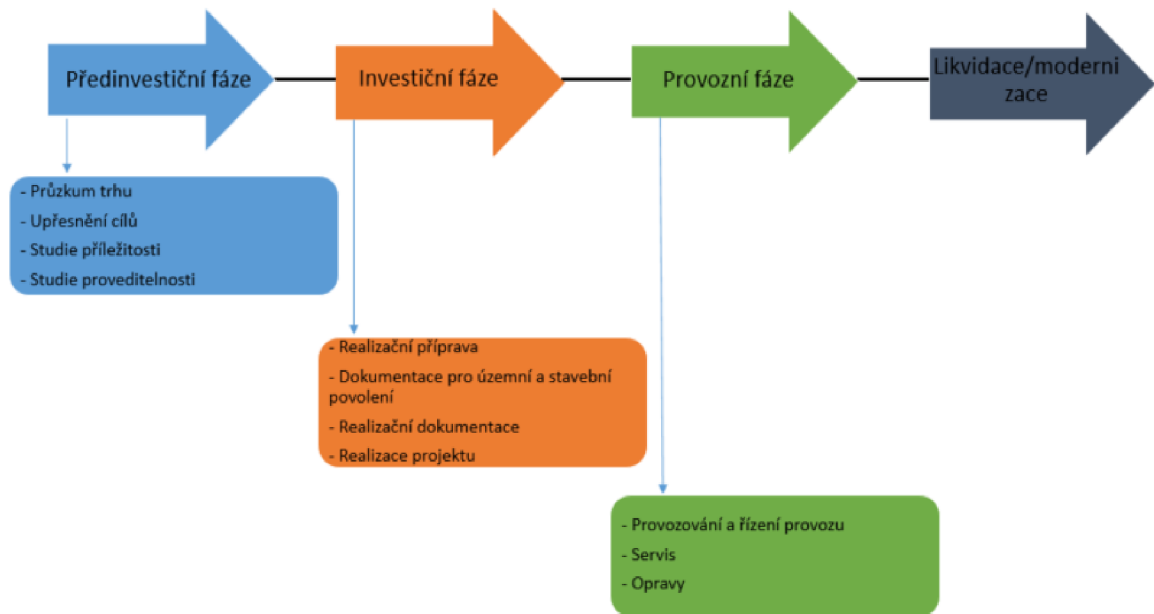 Předinvestiční fáze
Investiční fáze
Provozní fáze
Likvidace/moderni
zace
- Průzkum trhu
- Upřesnění cílů
- Studie příležitosti
- Studie proveditelnosti
- Realizační příprava
- Dokumentace pro územní a stavební
povolení
- Realizační dokumentace
- Realizace projektu
- Provozování a řízení provozu
- Servis
- Opravy